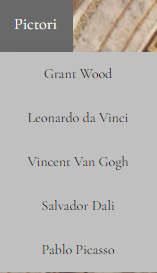 Pictori
Grant Wood
Leonardo da Vinci
Vincent Van Gogh
Salvador Dali
Pablo Picasso